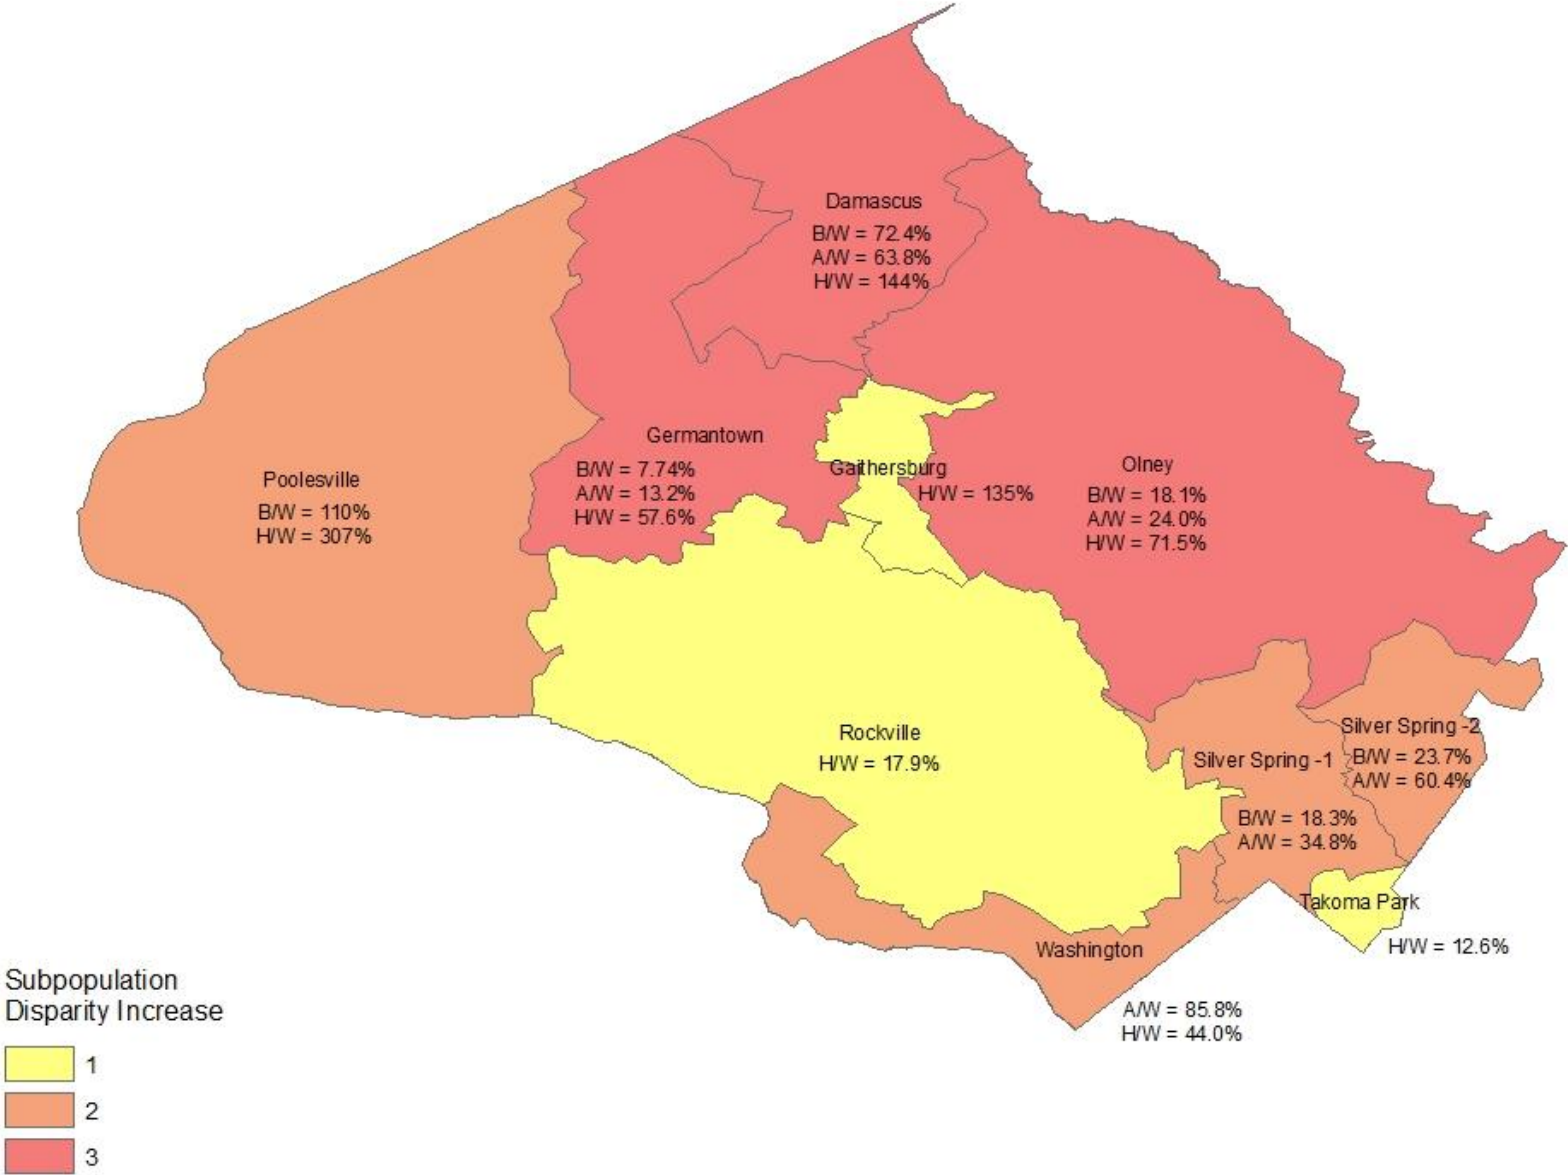 Damascus
B/W = 72.4%
A/W = 63.8%
H/W = 144%
Germantown
B/W = 7.74%
A/W = 13.2%
H/W = 57.6%
Gaithersburg
H/W = 135%
Olney
B/W = 18.1%
A/W = 24.0%
H/W = 71.5%
Poolesville
B/W = 110%
H/W = 307%
Rockville
H/W = 17.9%
Silver Spring -2
B/W = 23.7%
A/W = 60.4%
Silver Spring -1
B/W = 18.3%
A/W = 34.8%
Takoma Park
H/W = 12.6%
Washington
A/W = 85.8%
H/W = 44.0%
Subpopulation
Disparity Increase
1
2
3